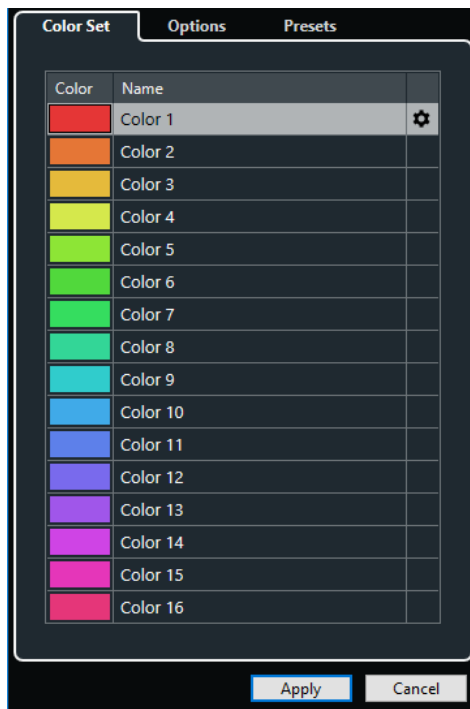 Color Set Options Presets
Color Name
Color 1
Color 2
Color 3
Color 4
Color 5
Color 6
Color 7
Color 8
Color 9
Color 10
Color 11
Color 12
Color 13
Color 14
Color 15
Color 16
Apply Cancel